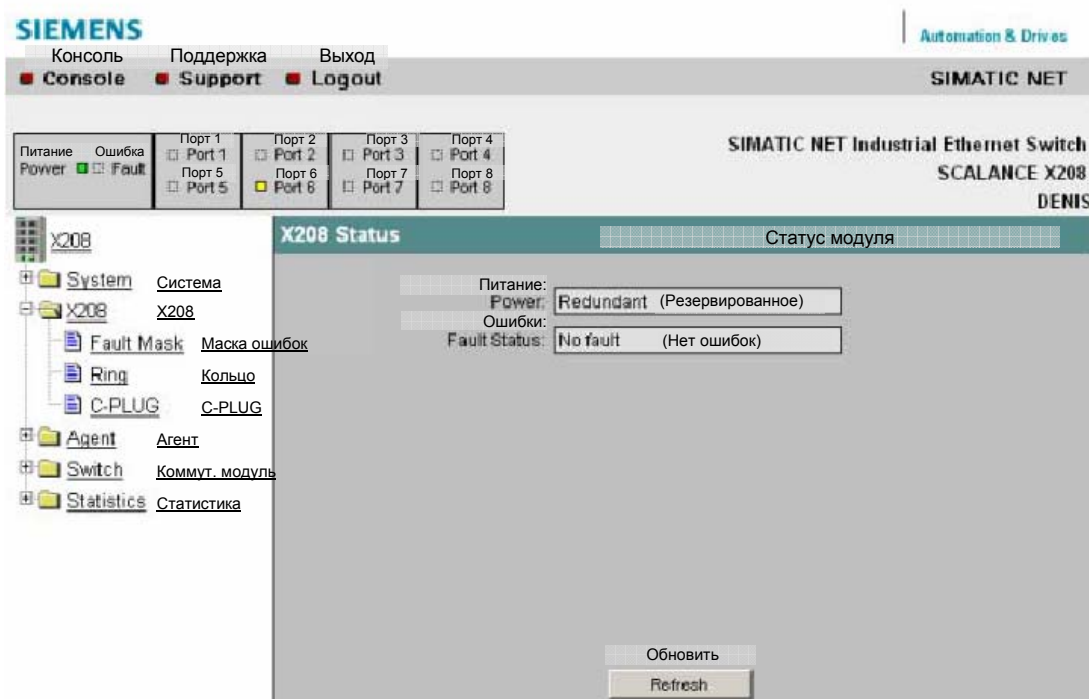 SIEMENS
Automation & Drives
Консоль Поддержка Выход
Console Support Logout
SIMATIC NET
Питание Ошибка
Power Fault
Порт 1 Порт 2 Порт 3 Порт 4
Port 1 Port 2 Port 3 Port 4
Порт 5 Порт 6 Порт 7 Порт 8
Port 5 Port 6 Port 7 Port 8
SIMATIC NET Industrial Ethernet Switch
SCALANCE X208
DENIS
X208
System Система
X208 X208
Fault Mask Маска ошибок
Ring Кольцо
C-PLUG C-PLUG
Agent Агент
Switch Коммут. модуль
Statistics Статистика
X208 Status Статус модуля
Питание:
Power: Redundant (Резервированное)
Ошибки:
Fault Status: No fault (Нет ошибок)
Обновить
Refresh